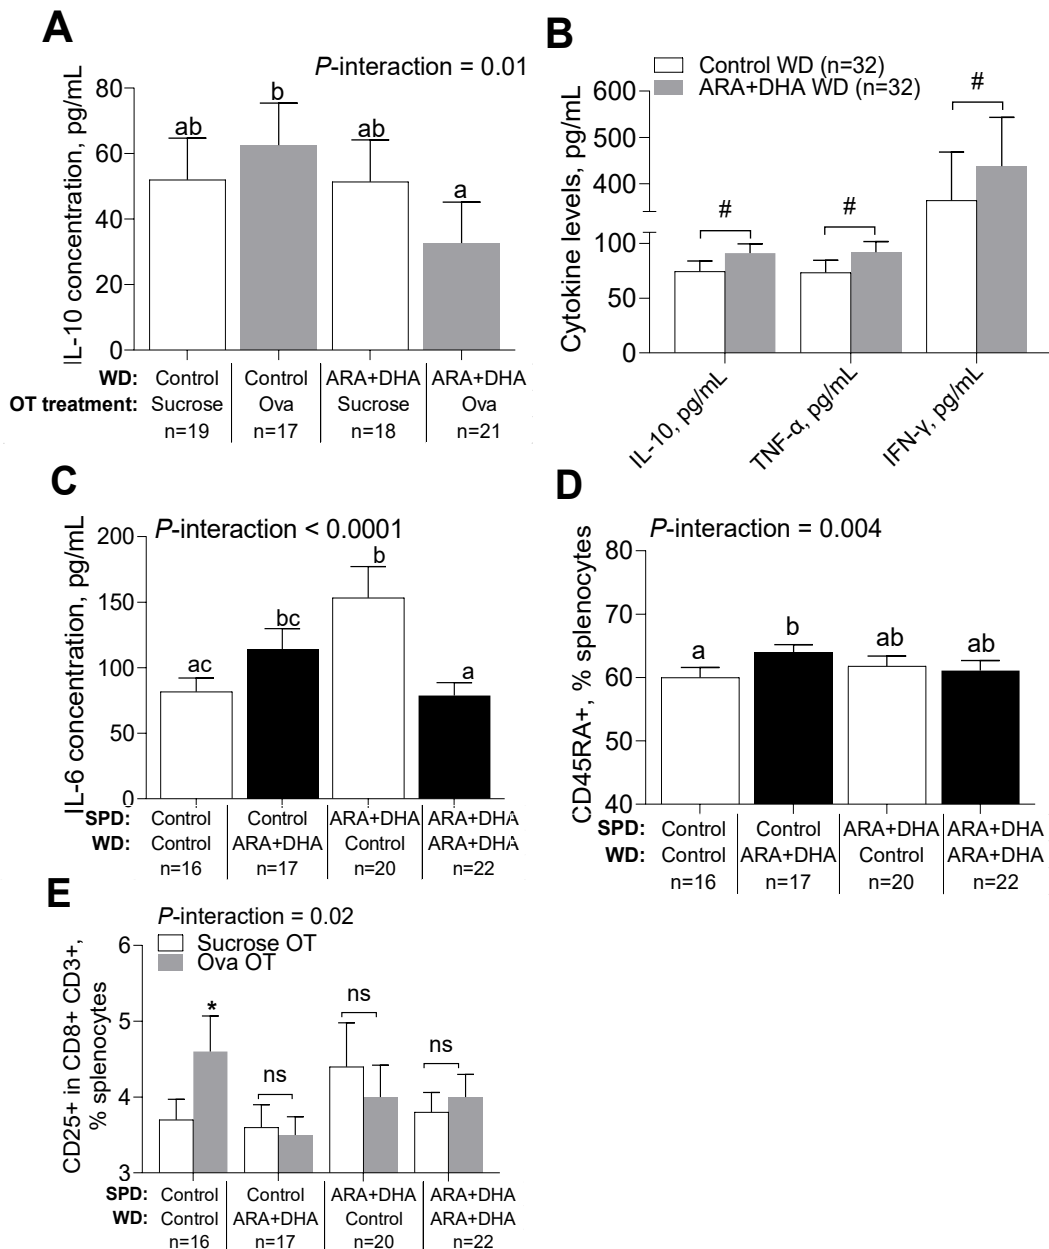 A
P-interaction = 0.01
IL-10 concentration, pg/mL
80
60
40
20
0
ab
b
ab
a
WD: Control Control ARA+DHA ARA+DHA
OT treatment: Sucrose Ova Sucrose Ova
n=19 n=17 n=18 n=21
B
Control WD (n=32)
ARA+DHA WD (n=32)
Cytokine levels, pg/mL
600
500
400
100
50
0
#
#
#
IL-10, pg/mL
TNF-α, pg/mL
IFN-γ, pg/mL
C
P-interaction < 0.0001
IL-6 concentration, pg/mL
200
150
100
50
0
ac
bc
b
a
SPD: Control Control ARA+DHA ARA+DHA
WD: Control ARA+DHA Control ARA+DHA
n=16 n=17 n=20 n=22
D
P-interaction = 0.004
CD45RA+, % splenocytes
80
70
60
50
40
a
b
ab
ab
SPD: Control Control ARA+DHA ARA+DHA
WD: Control ARA+DHA Control ARA+DHA
n=16 n=17 n=20 n=22
E
P-interaction = 0.02
Sucrose OT
Ova OT
CD25+ in CD8+ CD3+,
% splenocytes
6
5
4
3
*
ns
ns
ns
SPD: Control Control ARA+DHA ARA+DHA
WD: Control ARA+DHA Control ARA+DHA
n=16 n=17 n=20 n=22